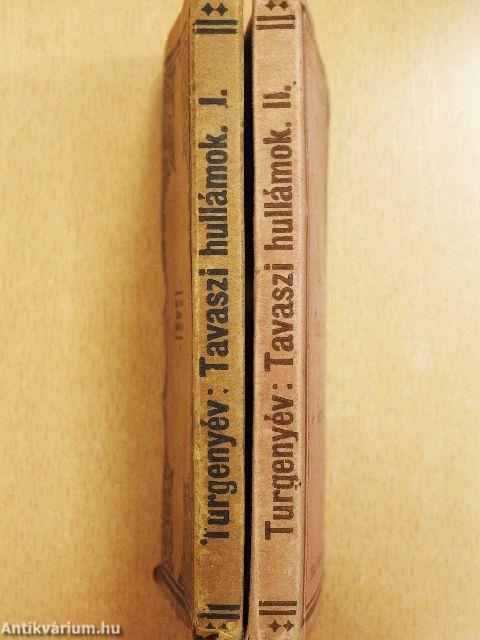 Turgenyév: Tavaszi hullámok. I.
Turgenyév: Tavaszi hullámok. II.
Antikvárium.hu